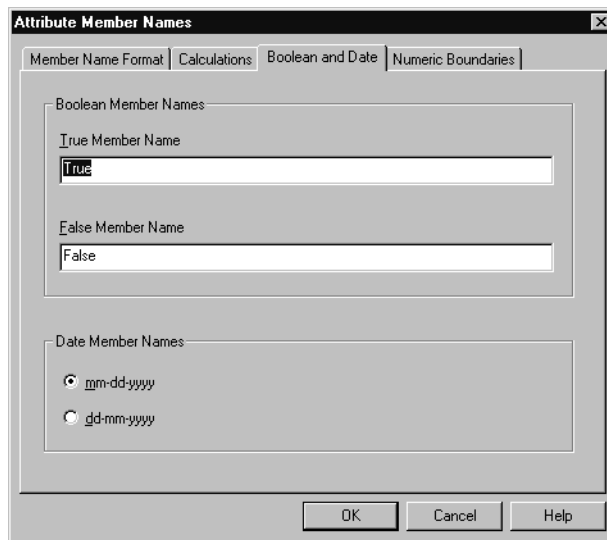 Attribute Member Names
Member Name Format Calculations Boolean and Date Numeric Boundaries
Boolean Member Names
True Member Name
True
False Member Name
False
Date Member Names
mm-dd-yyyy
dd-mm-yyyy
OK Cancel Help